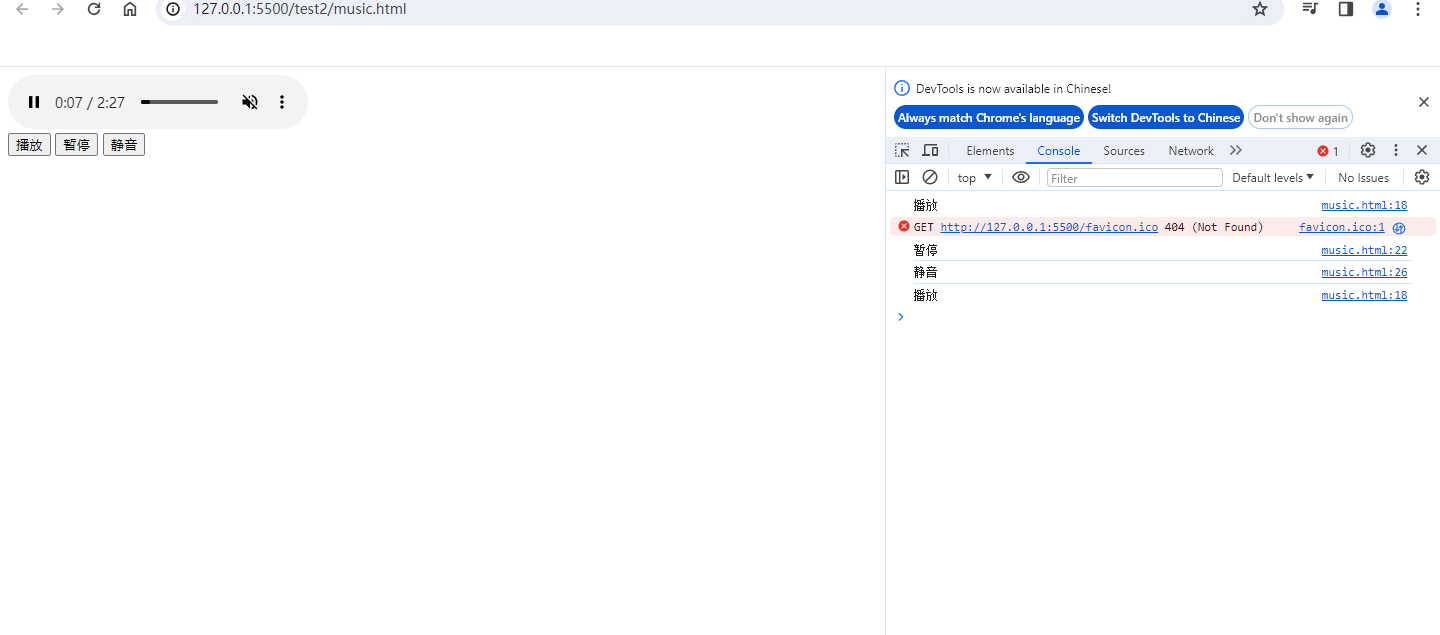 127.0.0.1:5500/test2/music.html
0:07 / 2:27
播放 暂停 静音
DevTools is now available in Chinese!
Always match Chrome's language Switch DevTools to Chinese Don't show again
Elements Console Sources Network 1
top Filter Default levels No Issues
播放 music.html:18
GET http://127.0.0.1:5500/favicon.ico 404 (Not Found) favicon.ico:1
暂停 music.html:22
静音 music.html:26
播放 music.html:18